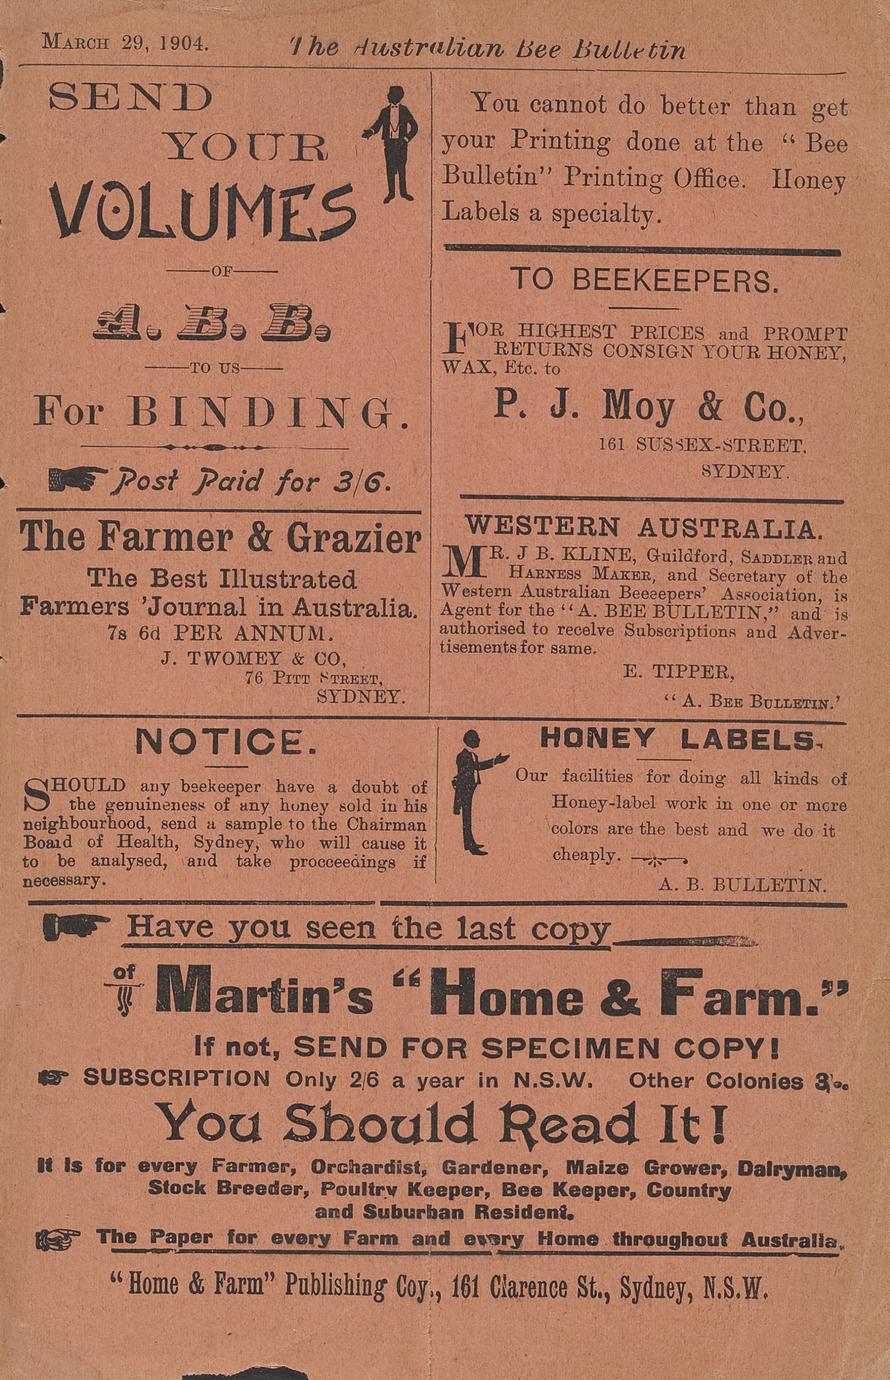 MARCH 29, 1904. The Australian Bee Bulletin
SEND
YOUR
VOLUMES
OF
A. B. B.
TO US
For BINDING.
Post Paid for 3/6.
The Farmer & Grazier
The Best Illustrated
Farmers 'Journal in Australia.
7s 6d PER ANNUM.
J. TWOMEY & CO,
76 PITT STREET,
SYDNEY.
You cannot do better than get
your Printing done at the " Bee
Bulletin" Printing Office. Honey
Labels a specialty.
TO BEEKEEPERS.
FOR HIGHEST PRICES and PROMPT
RETURNS CONSIGN YOUR HONEY,
WAX, Etc. to
P. J. Moy & Co.,
161 SUSSEX-STREET,
SYDNEY.
WESTERN AUSTRALIA.
MR. J B. KLINE, Guildford, SADDLER and
HARNESS MAKER, and Secretary of the
Western Australian Beeeepers' Association, is
Agent for the "A. BEE BULLETIN," and is
authorised to receive Subscriptions and Adver-
tisements for same.
E. TIPPER,
" A. BEE BULLETIN.'
NOTICE.
SHOULD any beekeeper have a doubt of
the genuineness of any honey sold in his
neighbourhood, send a sample to the Chairman
Board of Health, Sydney, who will cause it
to be analysed, and take procceedings if
necessary.
HONEY LABELS.
Our facilities for doing all kinds of
Honey-label work in one or more
colors are the best and we do it
cheaply.
A. B. BULLETIN.
Have you seen the last copy
of Martin's "Home & Farm."
If not, SEND FOR SPECIMEN COPY!
SUBSCRIPTION Only 2/6 a year in N.S.W. Other Colonies
You Should Read It!
It is for every Farmer, Orchardist, Gardener, Maize Grower, Dairyman,
Stock Breeder, Poultry Keeper, Bee Keeper, Country
and Suburban Resident.
The Paper for every Farm and every Home throughout Australia.
"Home & Farm" Publishing Coy., 161 Clarence St., Sydney, N.S.W.